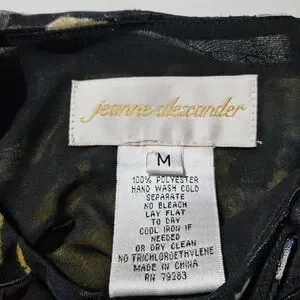 jeanne alexander
M
100% POLYESTER
HAND WASH COLD
SEPARATE
NO BLEACH
LAY FLAT
TO DRY
COOL IRON IF
NEEDED
OR DRY CLEAN
NO TRICHLOROETHYLENE
MADE IN CHINA
RN 79263